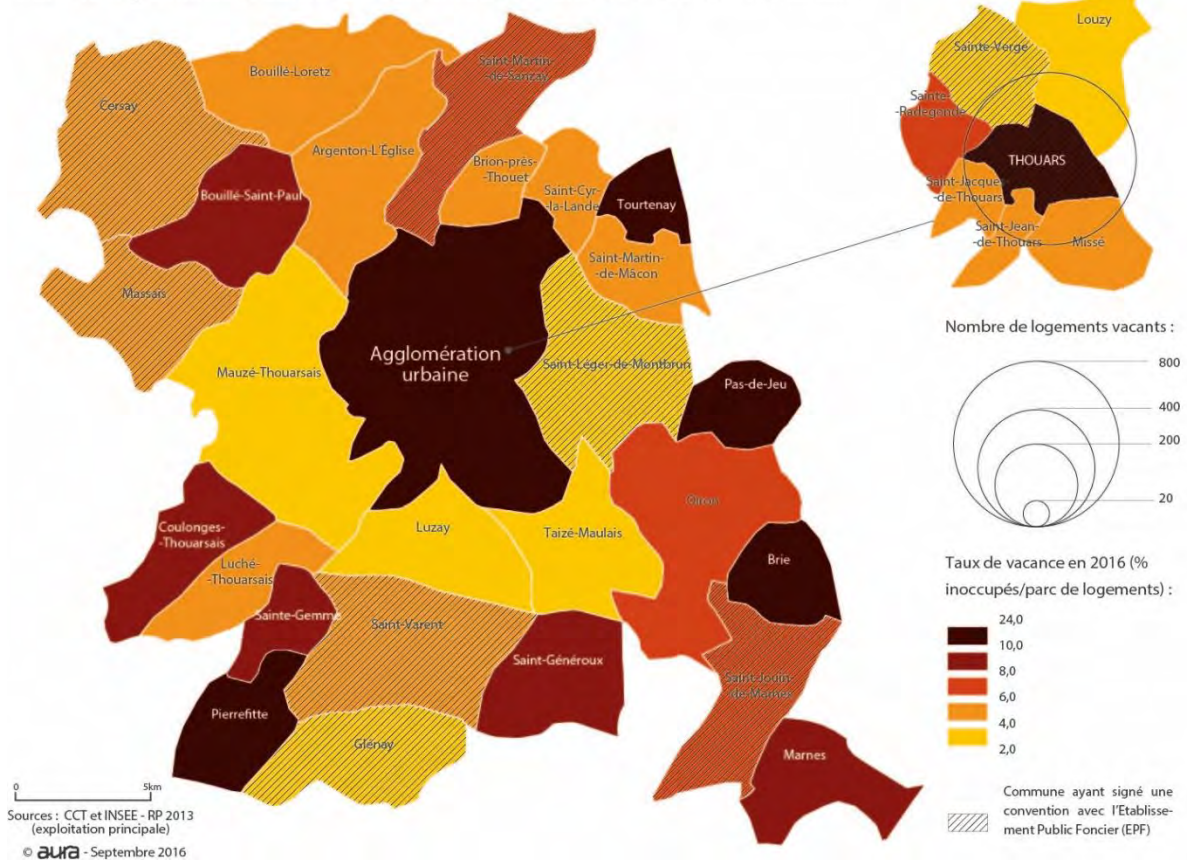 Bouillé-Loretz
Saint-Martin
-de-Sanzay
Cersay
Argenton-L'Église
Brion-près-
Thouet
Bouillé-Saint-Paul
Saint-Cyr-
la-Lande
Tourtenay
Saint-Martin-
de-Mâcon
Massais
Agglomération
urbaine
Mauzé-Thouarsais
Saint-Léger-de-Montbrun
Pas-de-Jeu
Oiron
Coulonges-
-Thouarsais
Luzay
Taizé-Maulais
Luché-
-Thouarsais
Brie
Sainte-Gemme
Saint-Varent
Saint-Généroux
Saint-Jouin-
de-Marnes
Pierrefitte
Glénay
Marnes
Louzy
Sainte-Verge
Sainte-
-Radegonde
THOUARS
Saint-Jacques-
de-Thouars
Saint-Jean-
de-Thouars
Missé
Nombre de logements vacants :
800
400
200
20
Taux de vacance en 2016 (%
inoccupés/parc de logements) :
24,0
10,0
8,0
6,0
4,0
2,0
Commune ayant signé une
convention avec l'Etablisse-
ment Public Foncier (EPF)
0 5km
Sources : CCT et INSEE - RP 2013
(exploitation principale)
© aura - Septembre 2016